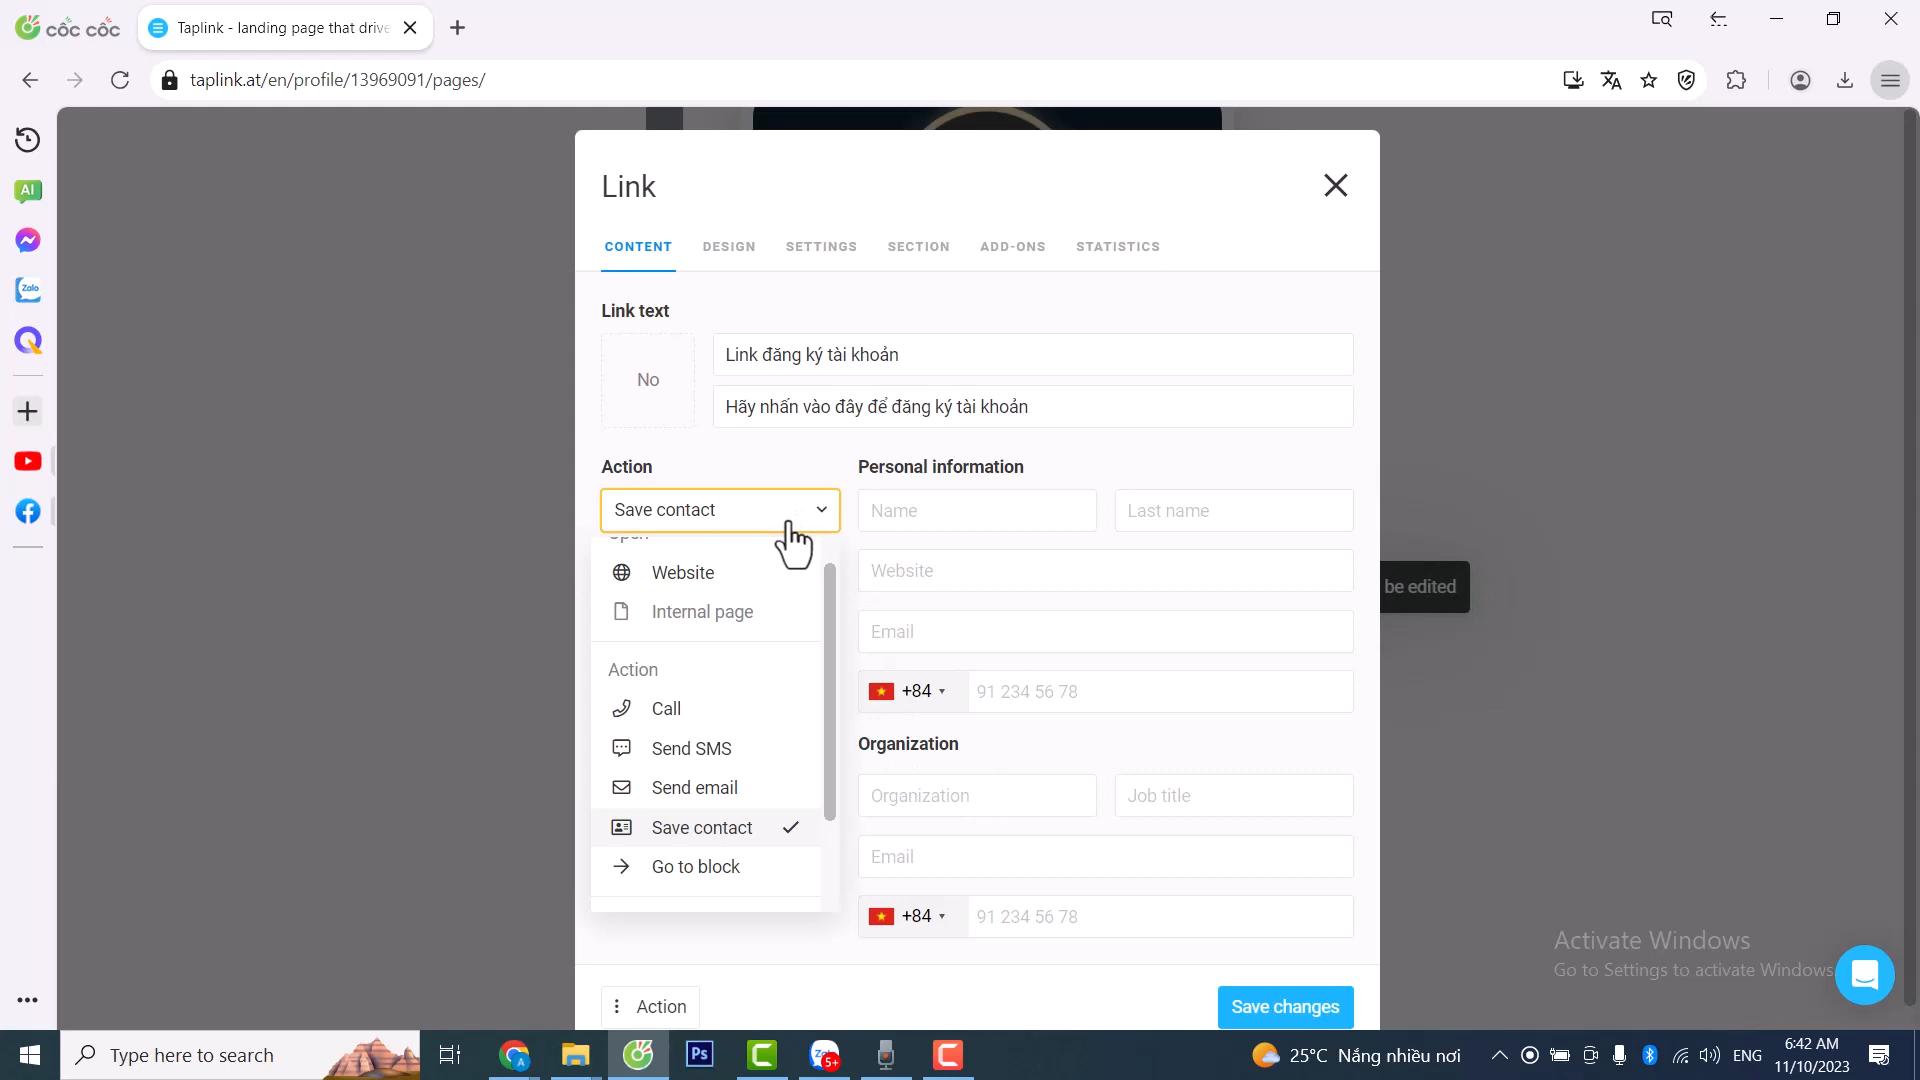 cốc cốc
Taplink - landing page that drive
taplink.at/en/profile/13969091/pages/
AI
Zalo
Link
CONTENT
DESIGN
SETTINGS
SECTION
ADD-ONS
STATISTICS
Link text
No
Link đăng ký tài khoản
Hãy nhấn vào đây để đăng ký tài khoản
Action
Personal information
Save contact
Name
Last name
Open
Website
Internal page
Action
Call
Send SMS
Send email
Save contact
Go to block
Website
Email
+84
91 234 56 78
be edited
Organization
Organization
Job title
Email
+84
91 234 56 78
Activate Windows
Go to Settings to activate Windows
Action
Save changes
Type here to search
Ps
5+
25°C Nắng nhiều nơi
ENG
6:42 AM
11/10/2023